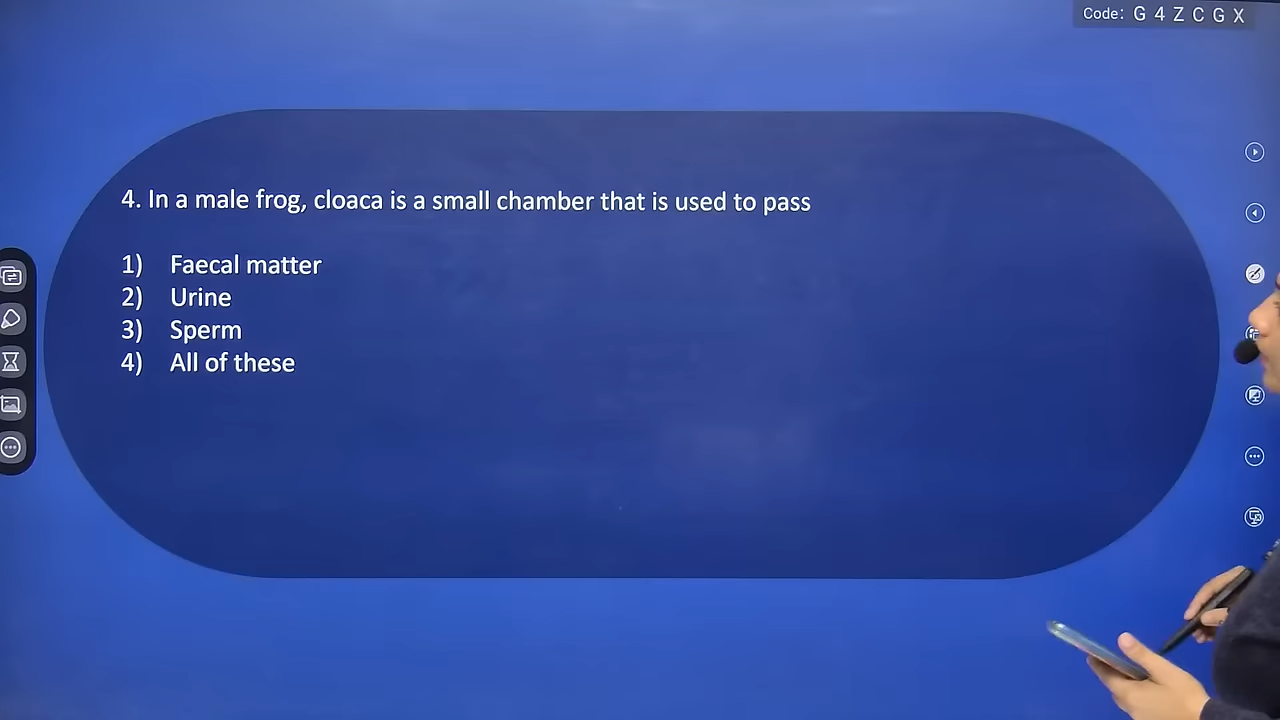 Code: G 4 Z C G X
4. In a male frog, cloaca is a small chamber that is used to pass
1) Faecal matter
2) Urine
3) Sperm
4) All of these